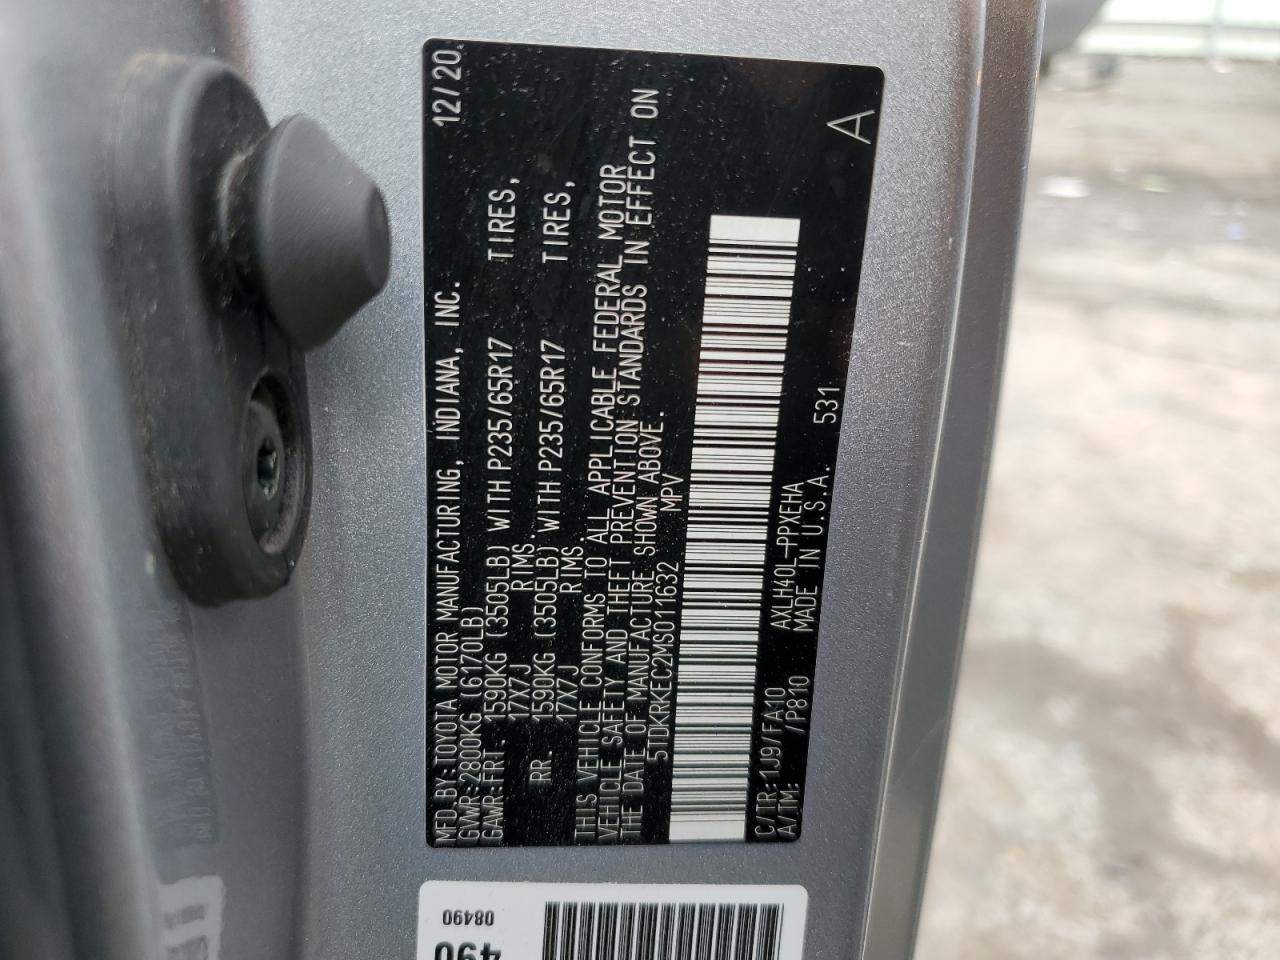 MFD.BY:TOYOTA MOTOR MANUFACTURING, INDIANA, INC. 12/20
GVWR:2800KG(6170LB)
GAWR:FRT. 1590KG (3505LB) WITH P235/65R17 TIRES,
17X7J RIMS.
RR. 1590KG (3505LB) WITH P235/65R17 TIRES,
17X7J RIMS.
THIS VEHICLE CONFORMS TO ALL APPLICABLE FEDERAL MOTOR
VEHICLE SAFETY AND THEFT PREVENTION STANDARDS IN EFFECT ON
THE DATE OF MANUFACTURE SHOWN ABOVE.
5TDKRKEC2MS011632 MPV
C/TR:1J9/FA10 AXLH40L-PPXEHA
A/TM: /P810 MADE IN U.S.A. 531
A
08490
490